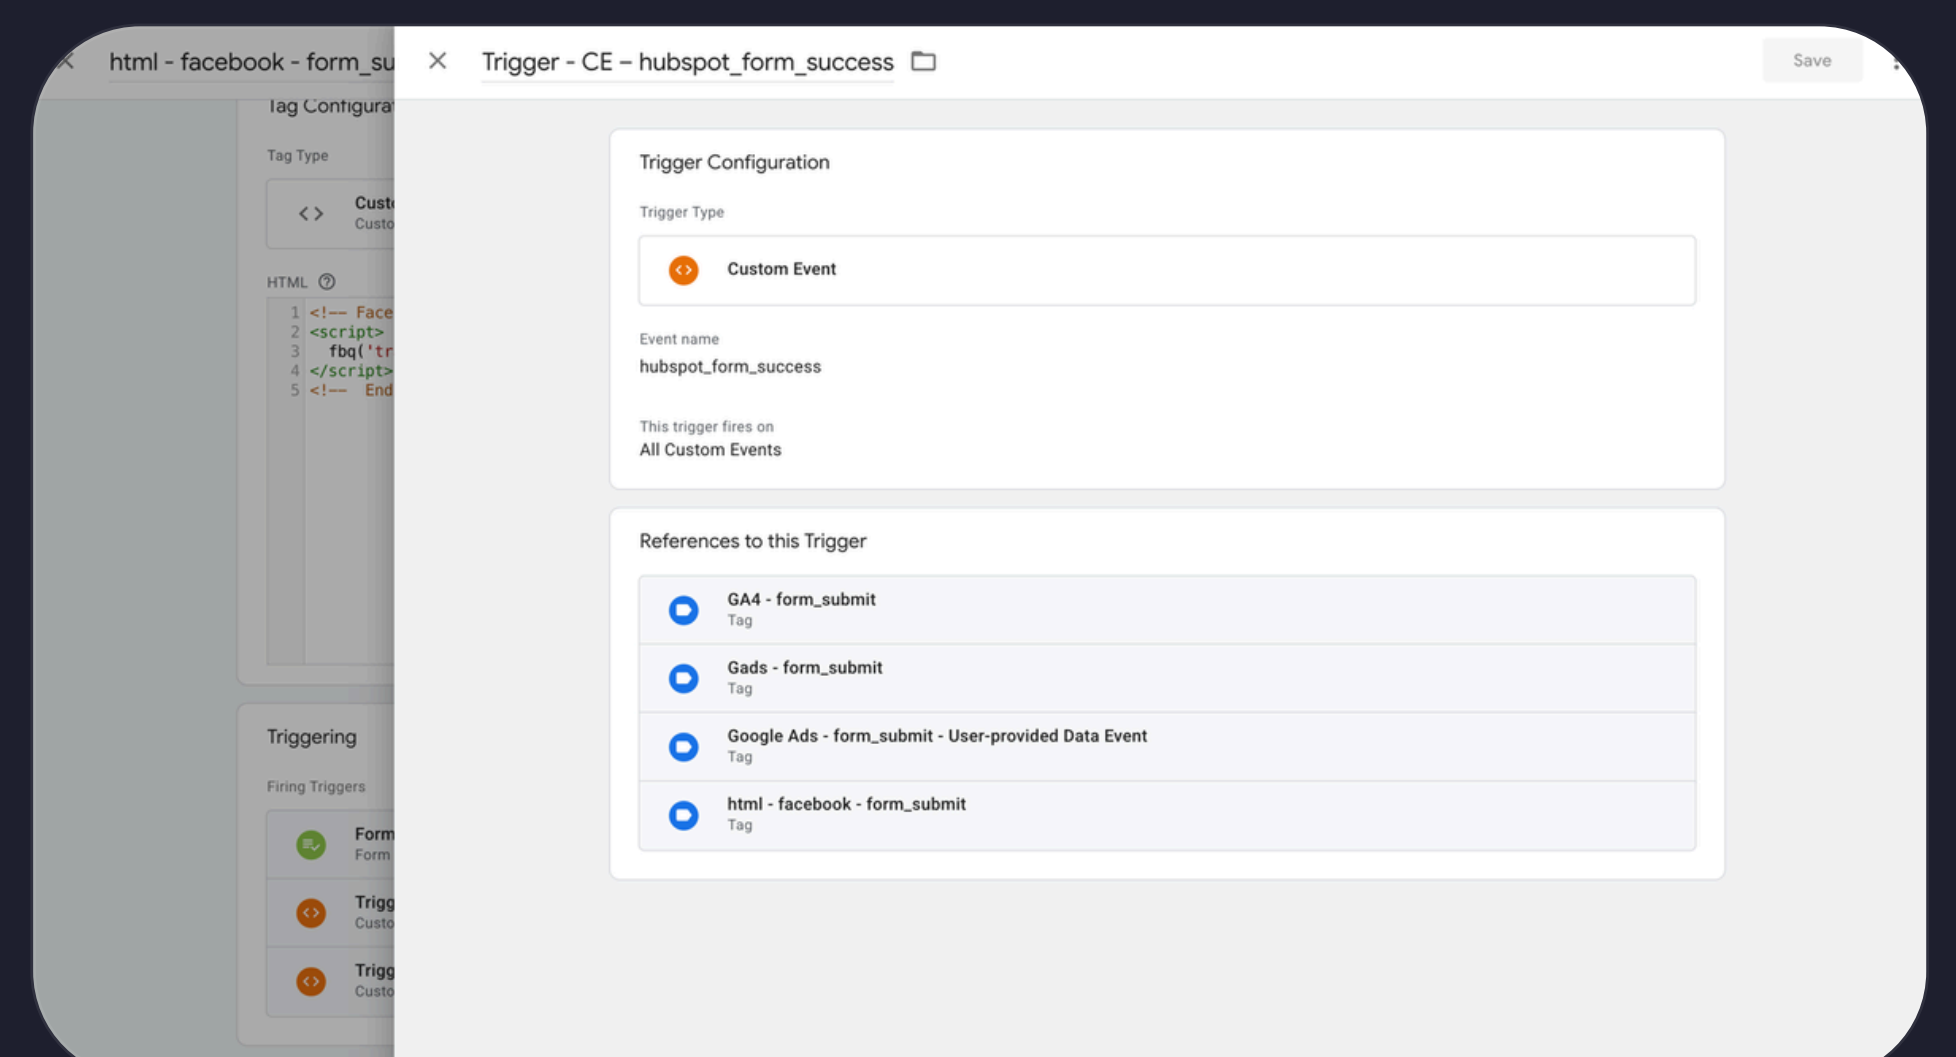 html - facebook - form_su
Tag Configura
Tag Type
Custo
Custo
HTML
1 <!-- Face
2 <script>
3 fbq('tr
4 </script>
5 <!-- End
Triggering
Firing Triggers
Form
Form
Trigg
Custo
Trigg
Custo
Trigger - CE – hubspot_form_success
Save
Trigger Configuration
Trigger Type
Custom Event
Event name
hubspot_form_success
This trigger fires on
All Custom Events
References to this Trigger
GA4 - form_submit
Tag
Gads - form_submit
Tag
Google Ads - form_submit - User-provided Data Event
Tag
html - facebook - form_submit
Tag